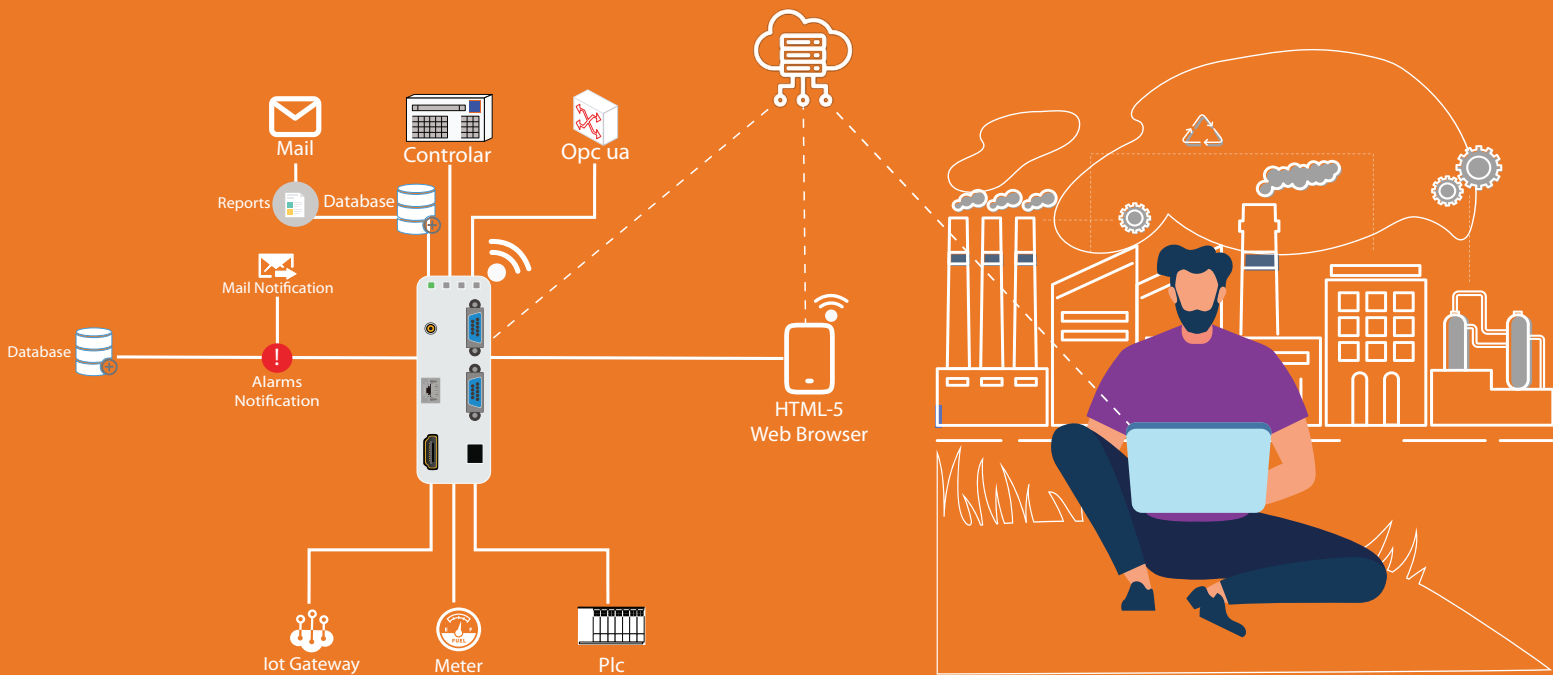 Mail
Controlar
Opc ua
Reports
Database
Mail Notification
Database
!
Alarms
Notification
HTML-5
Web Browser
E
F
FUEL
Iot Gateway
Meter
Plc